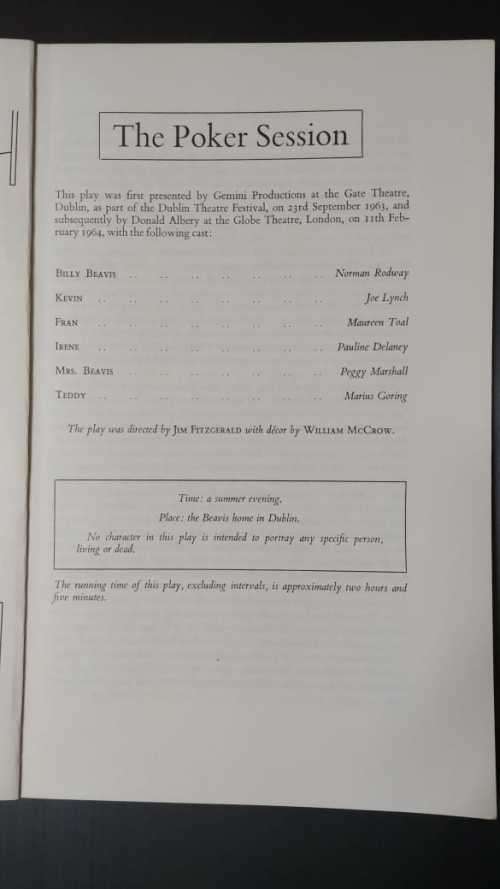 The Poker Session
This play was first presented by Gemini Productions at the Gate Theatre,
Dublin, as part of the Dublin Theatre Festival, on 23rd September 1963, and
subsequently by Donald Albery at the Globe Theatre, London, on 11th Feb-
ruary 1964, with the following cast:
BILLY BEAVIS .. .. .. .. .. .. .. Norman Rodway
KEVIN .. .. .. .. .. .. .. .. Joe Lynch
FRAN .. .. .. .. .. .. .. .. Maureen Toal
IRENE .. .. .. .. .. .. .. .. Pauline Delaney
MRS. BEAVIS .. .. .. .. .. .. .. Peggy Marshall
TEDDY .. .. .. .. .. .. .. .. Marius Goring
The play was directed by JIM FITZGERALD with décor by WILLIAM MCCROW.
Time: a summer evening.
Place: the Beavis home in Dublin.
No character in this play is intended to portray any specific person,
living or dead.
The running time of this play, excluding intervals, is approximately two hours and
five minutes.